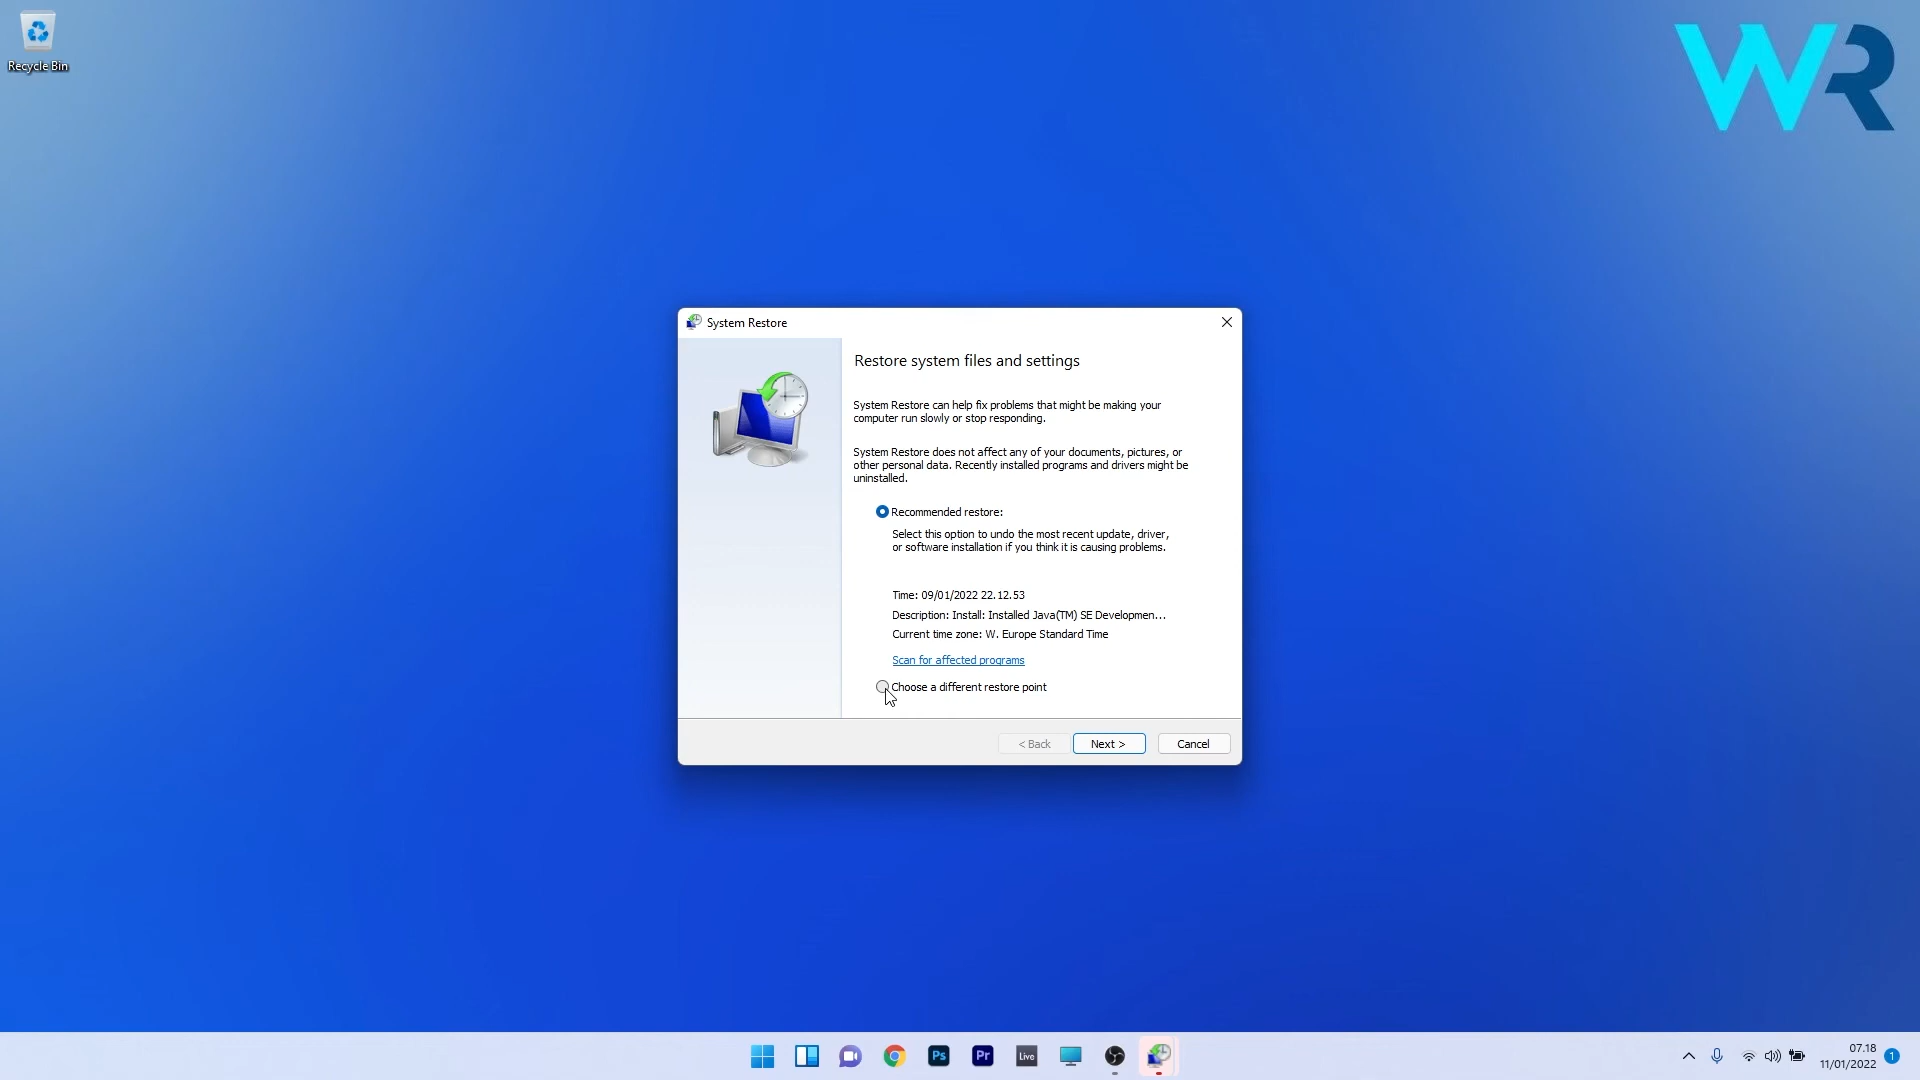 Recycle Bin
WR
System Restore
Restore system files and settings
System Restore can help fix problems that might be making your
computer run slowly or stop responding.
System Restore does not affect any of your documents, pictures, or
other personal data. Recently installed programs and drivers might be
uninstalled.
Recommended restore:
Select this option to undo the most recent update, driver,
or software installation if you think it is causing problems.
Time: 09/01/2022 22.12.53
Description: Install: Installed Java(TM) SE Developmen...
Current time zone: W. Europe Standard Time
Scan for affected programs
Choose a different restore point
< Back
Next >
Cancel
Ps
Pr
Live
07.18
11/01/2022
1